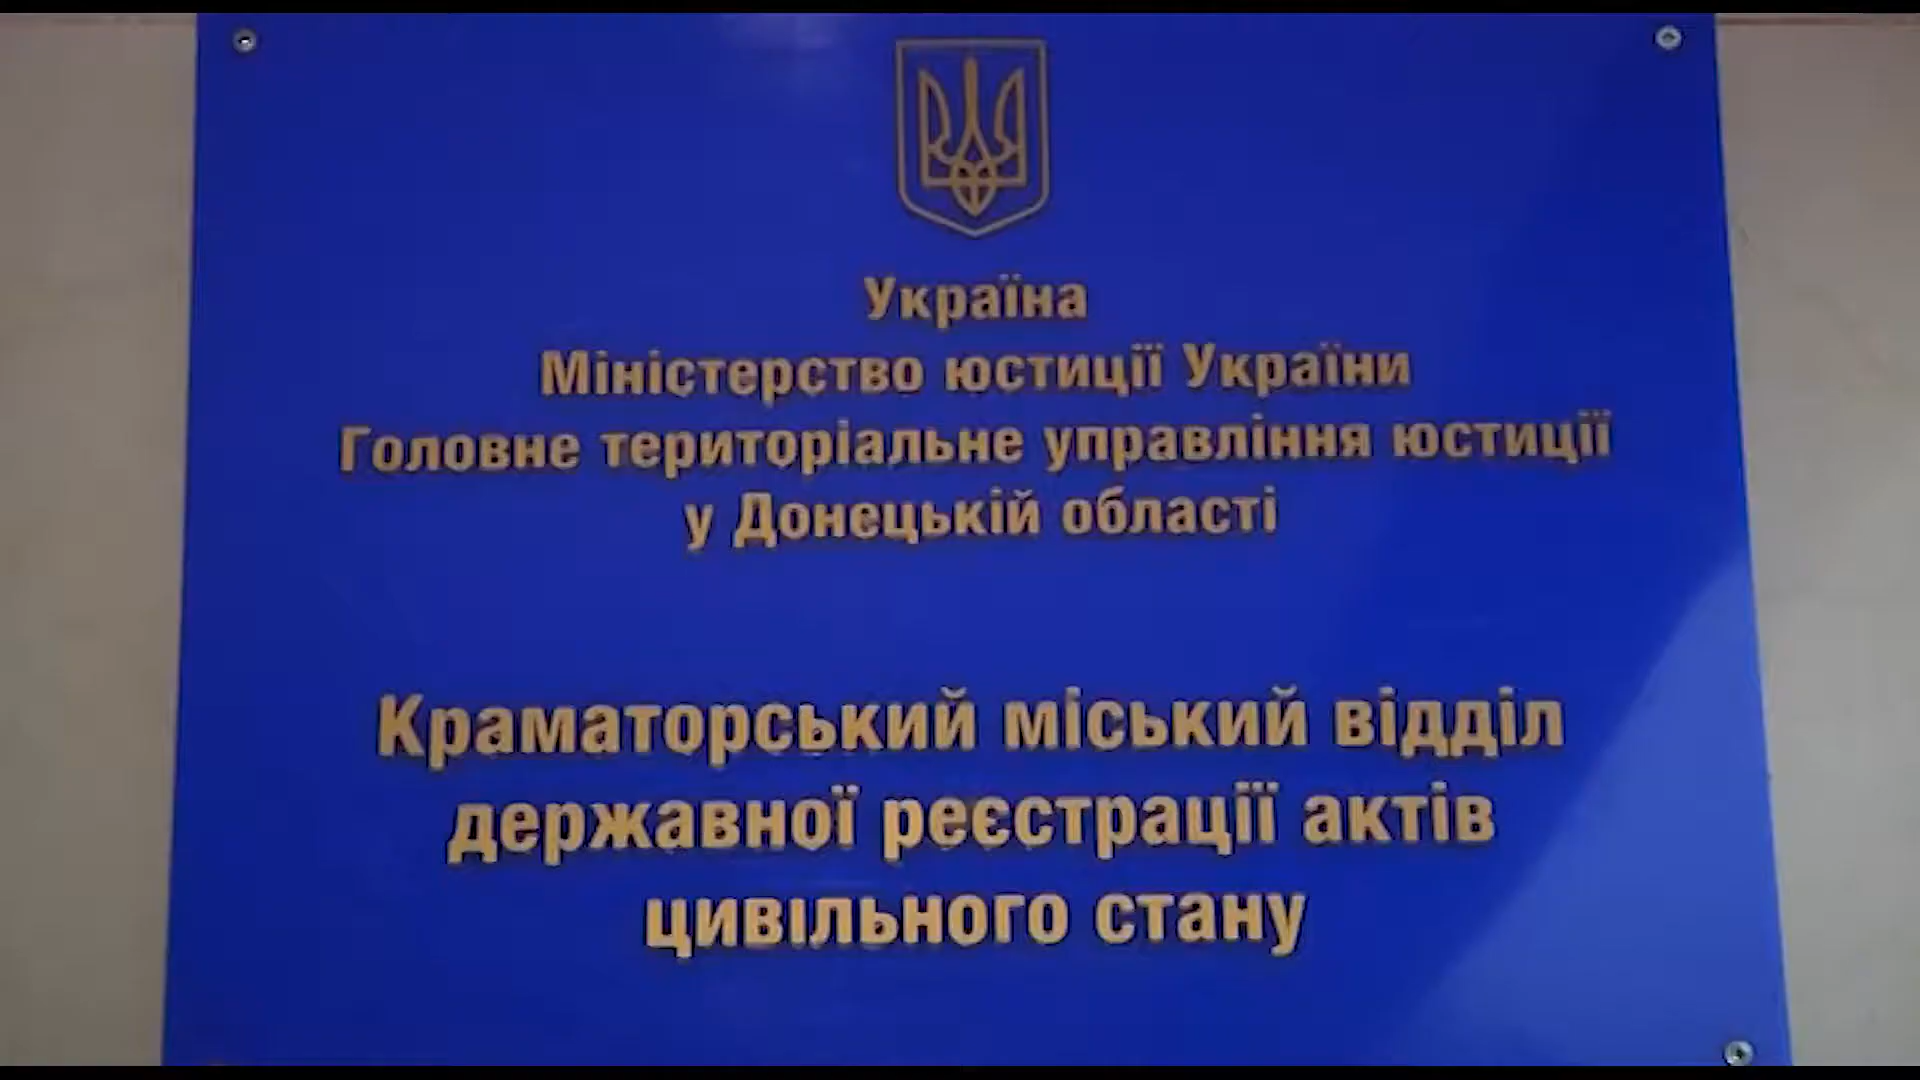 Україна
Міністерство юстиції України
Головне територіальне управління юстиції
у Донецькій області
Краматорський міський відділ
державної реєстрації актів
цивільного стану